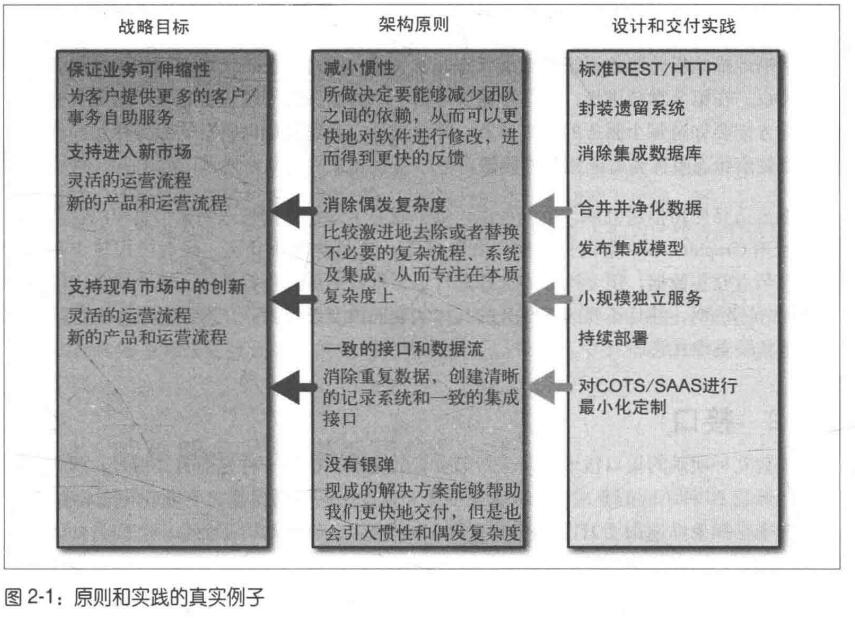 战略目标
架构原则
设计和交付实践
保证业务可伸缩性
为客户提供更多的客户/
事务自助服务
支持进入新市场
灵活的运营流程
新的产品和运营流程
支持现有市场中的创新
灵活的运营流程
新的产品和运营流程
减小惯性
所做决定要能够减少团队
之间的依赖，从而可以更
快地对软件进行修改，进
而得到更快的反馈
消除偶发复杂度
比较激进地去除或者替换
不必要的复杂流程、系统
及集成，从而专注在本质
复杂度上
一致的接口和数据流
消除重复数据，创建清晰
的记录系统和一致的集成
接口
没有银弹
现成的解决方案能够帮助
我们更快地交付，但是也
会引入惯性和偶发复杂度
标准REST/HTTP
封装遗留系统
消除集成数据库
合并并净化数据
发布集成模型
小规模独立服务
持续部署
对COTS/SAAS进行
最小化定制
图 2-1：原则和实践的真实例子